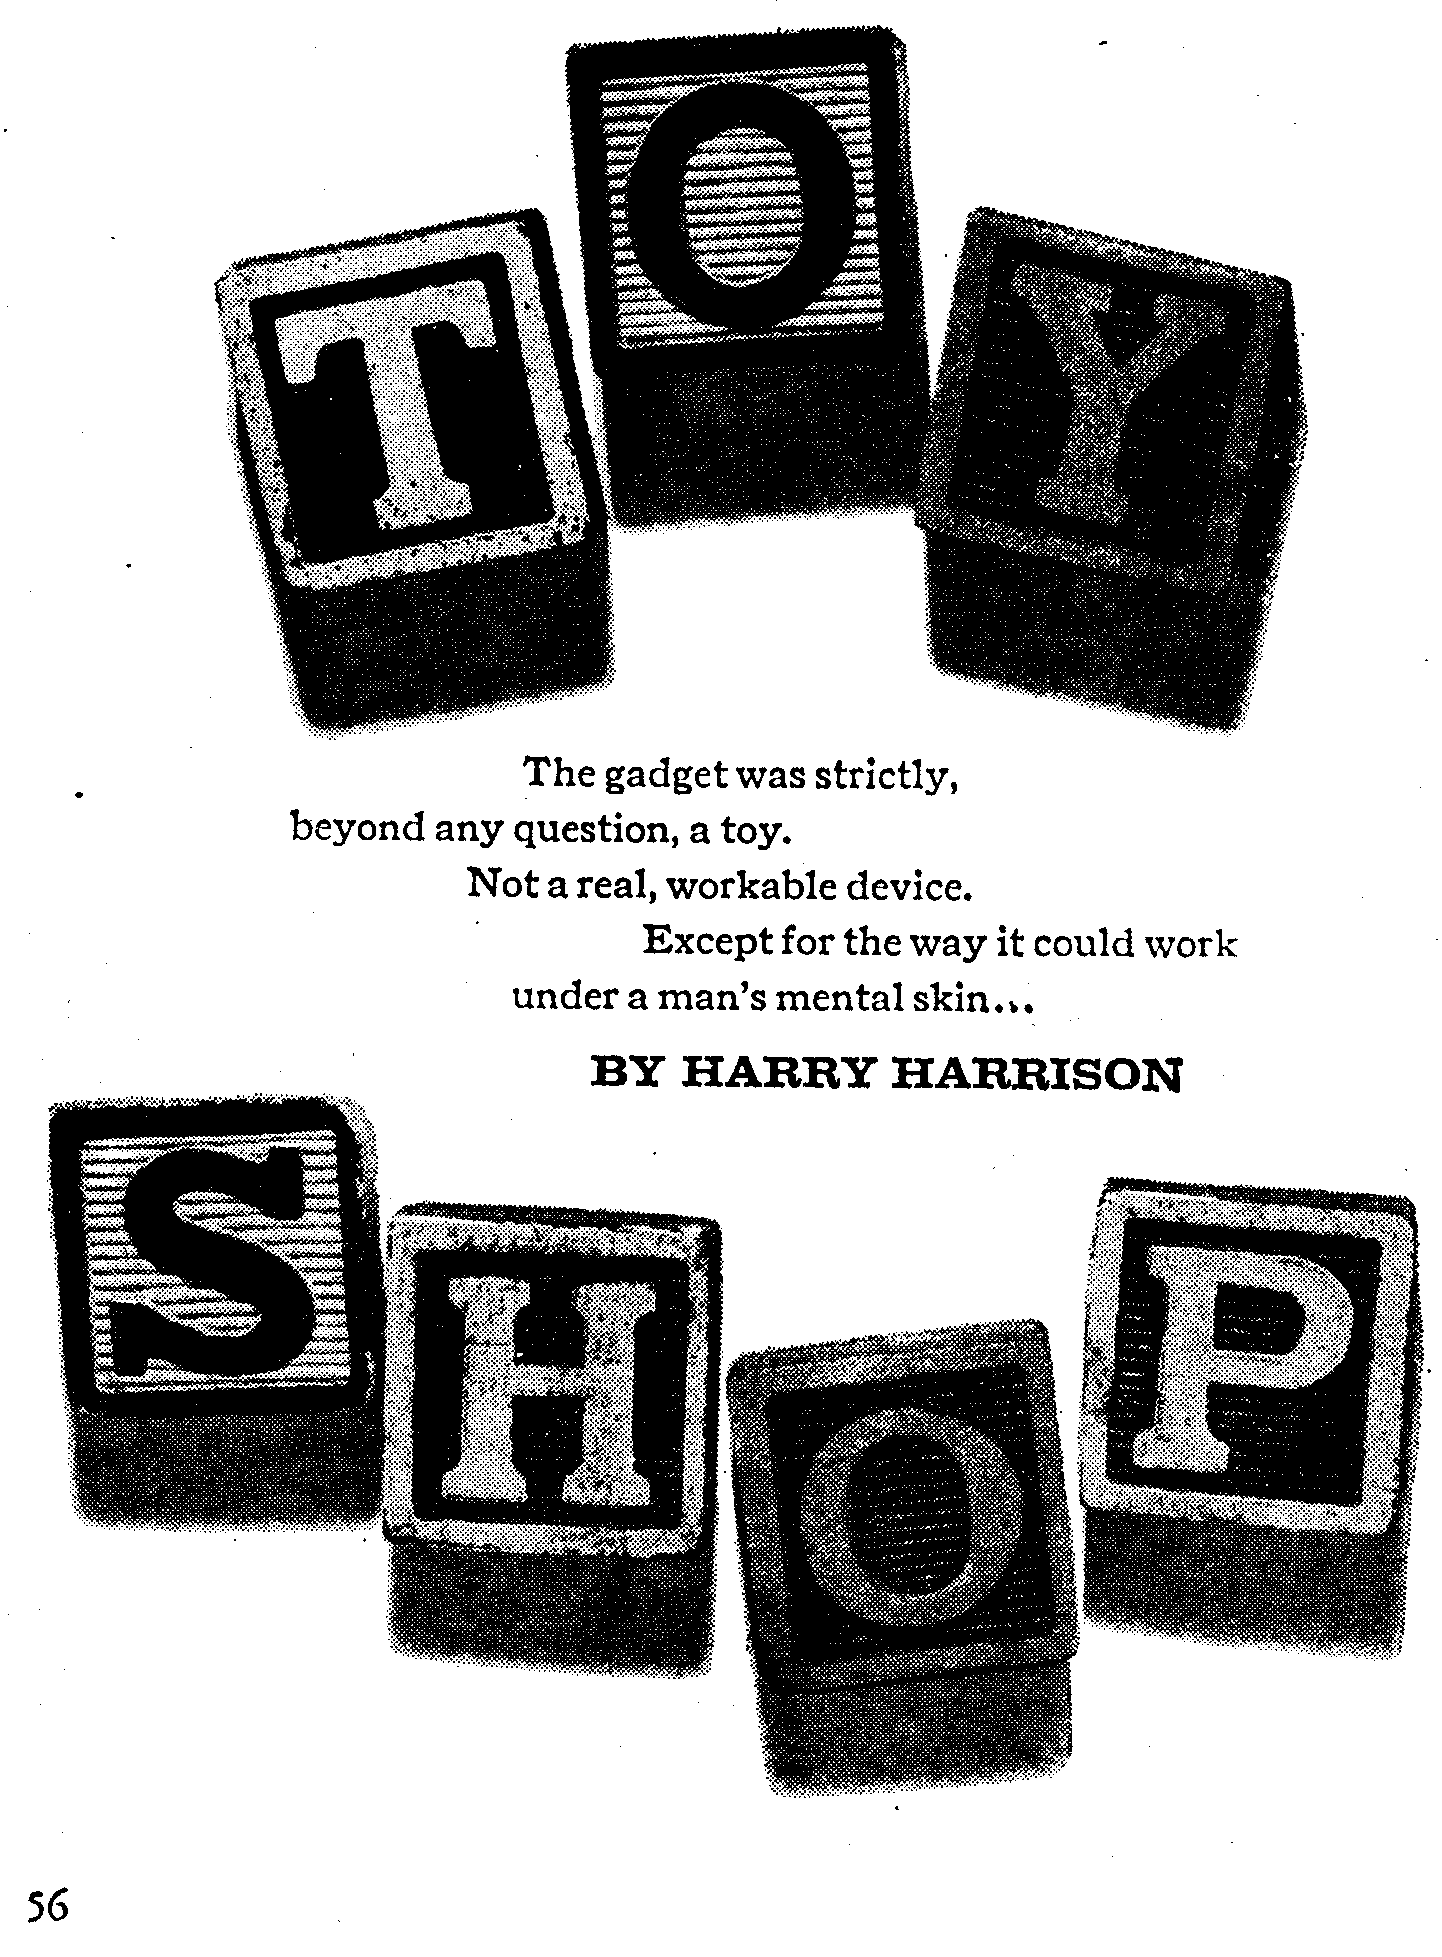 TOY
The gadget was strictly,
beyond any question, a toy.
Not a real, workable device.
Except for the way it could work
under a man's mental skin...
BY HARRY HARRISON
SHOP
56